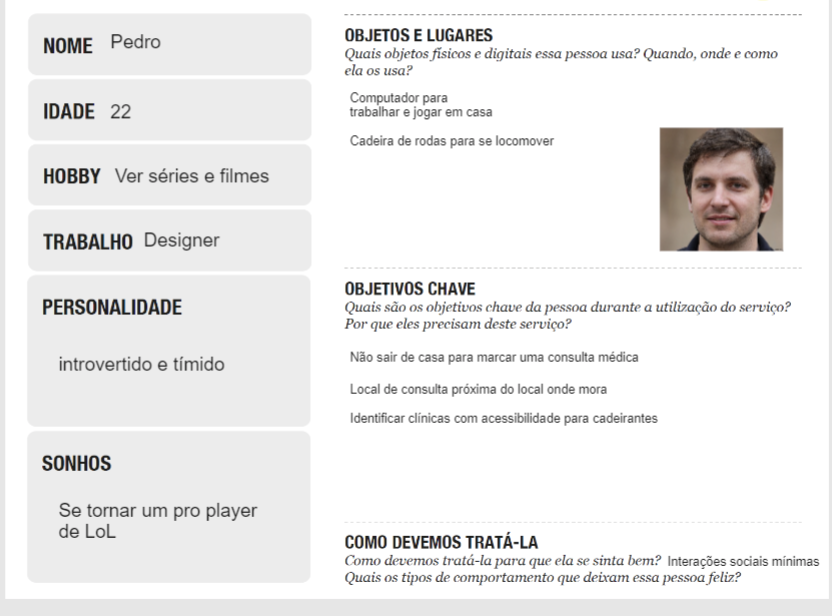 NOME Pedro
IDADE 22
HOBBY Ver séries e filmes
TRABALHO Designer
PERSONALIDADE
introvertido e tímido
SONHOS
Se tornar um pro player
de LoL
OBJETOS E LUGARES
Quais objetos físicos e digitais essa pessoa usa? Quando, onde e como
ela os usa?
Computador para
trabalhar e jogar em casa
Cadeira de rodas para se locomover
OBJETIVOS CHAVE
Quais são os objetivos chave da pessoa durante a utilização do serviço?
Por que eles precisam deste serviço?
Não sair de casa para marcar uma consulta médica
Local de consulta próxima do local onde mora
Identificar clínicas com acessibilidade para cadeirantes
COMO DEVEMOS TRATÁ-LA
Como devemos tratá-la para que ela se sinta bem? Interações sociais mínimas
Quais os tipos de comportamento que deixam essa pessoa feliz?